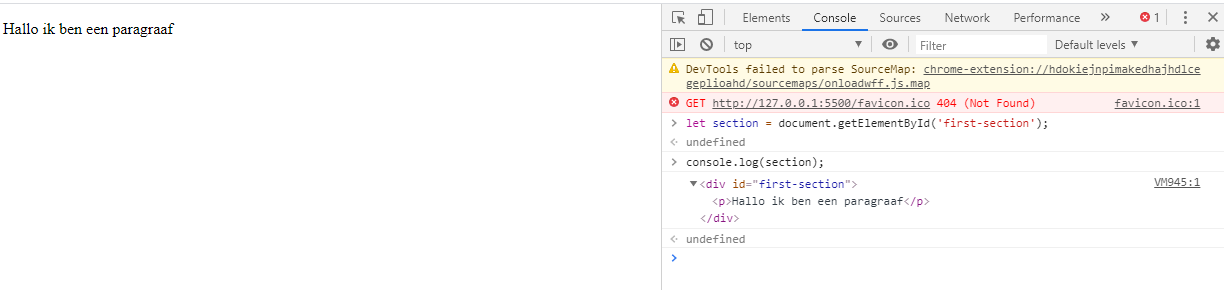 Hallo ik ben een paragraaf
Elements Console Sources Network Performance » 1
top ▼ Filter Default levels ▼
DevTools failed to parse SourceMap: chrome-extension://hdokiejnpimakedhajhdlce
geplioahd/sourcemaps/onloadwff.js.map
GET http://127.0.0.1:5500/favicon.ico 404 (Not Found) favicon.ico:1
> let section = document.getElementById('first-section');
undefined
> console.log(section);
▼<div id="first-section"> VM945:1
<p>Hallo ik ben een paragraaf</p>
</div>
undefined
>